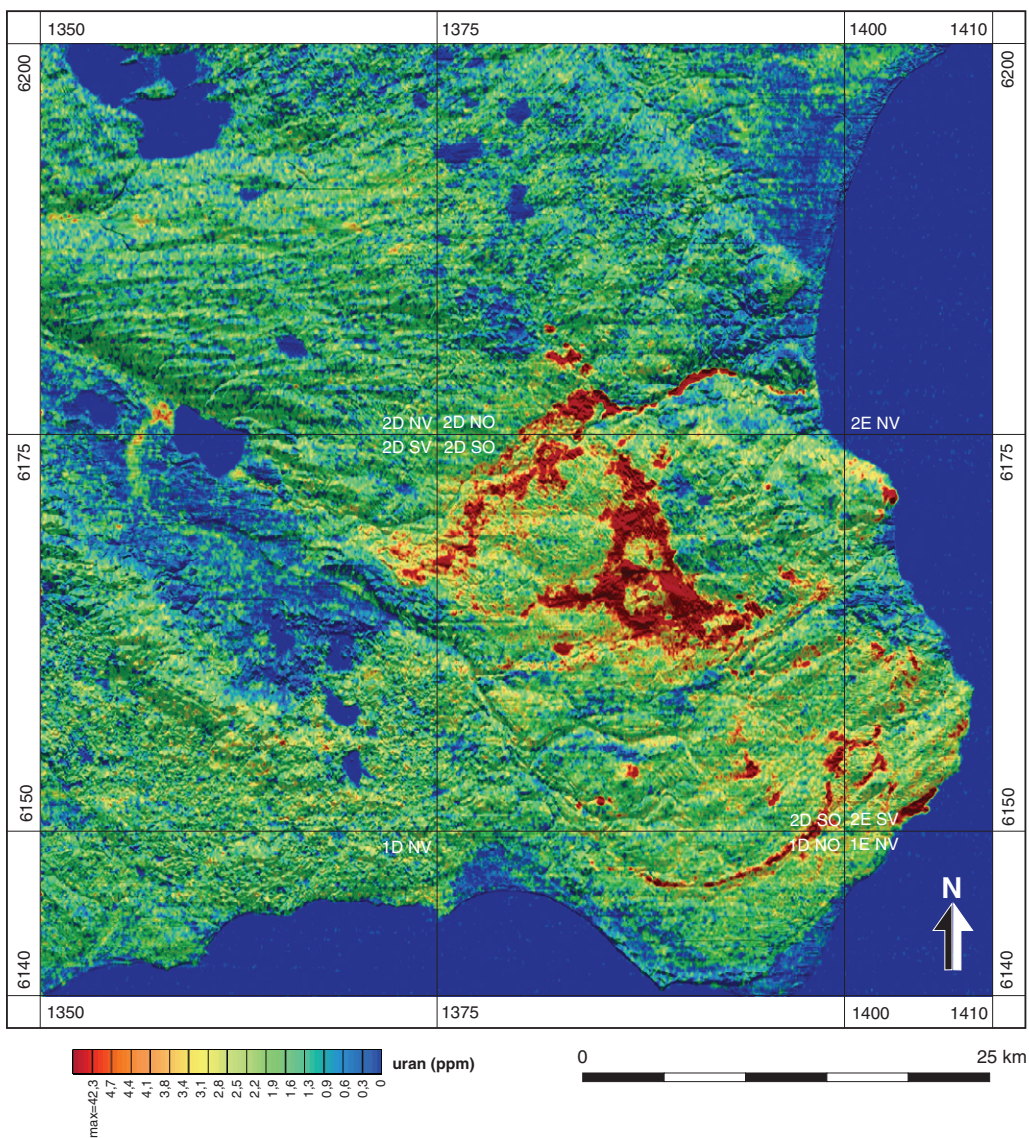 1350 1375 1400 1410
6200 6200
2D NV 2D NO 2E NV
2D SV 2D SO
6175 6175
2D SO 2E SV
6150 6150
1D NV 1D NO 1E NV
N
6140 6140
1350 1375 1400 1410
max=42,3 4,7 4,4 4,1 3,8 3,4 3,1 2,8 2,5 2,2 1,9 1,6 1,3 0,9 0,6 0,3 0 uran (ppm)
0 25 km